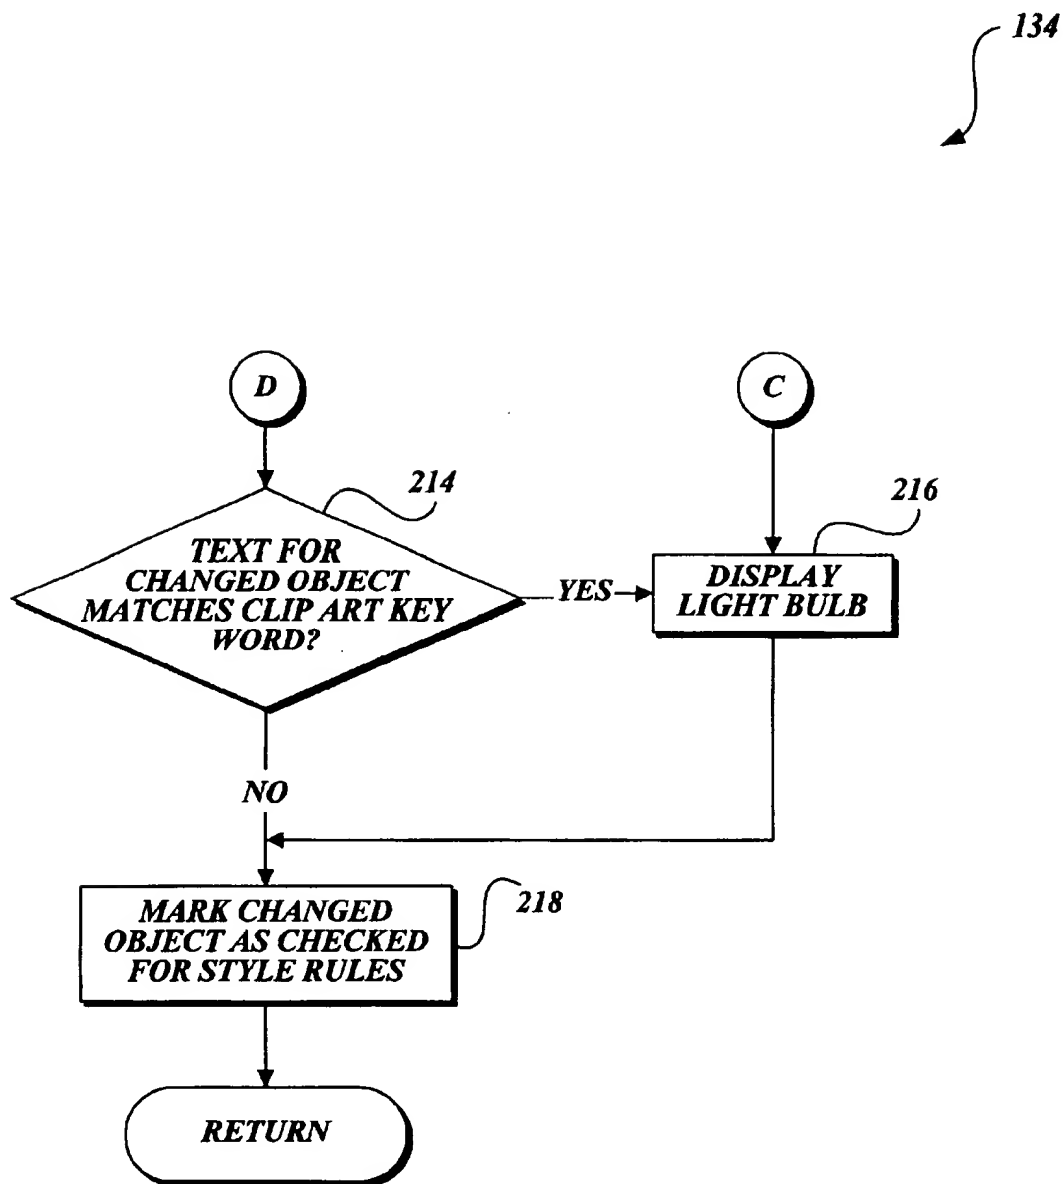 134
D
C
214
216
TEXT FOR
CHANGED OBJECT
MATCHES CLIP ART KEY
WORD?
YES
DISPLAY
LIGHT BULB
NO
218
MARK CHANGED
OBJECT AS CHECKED
FOR STYLE RULES
RETURN